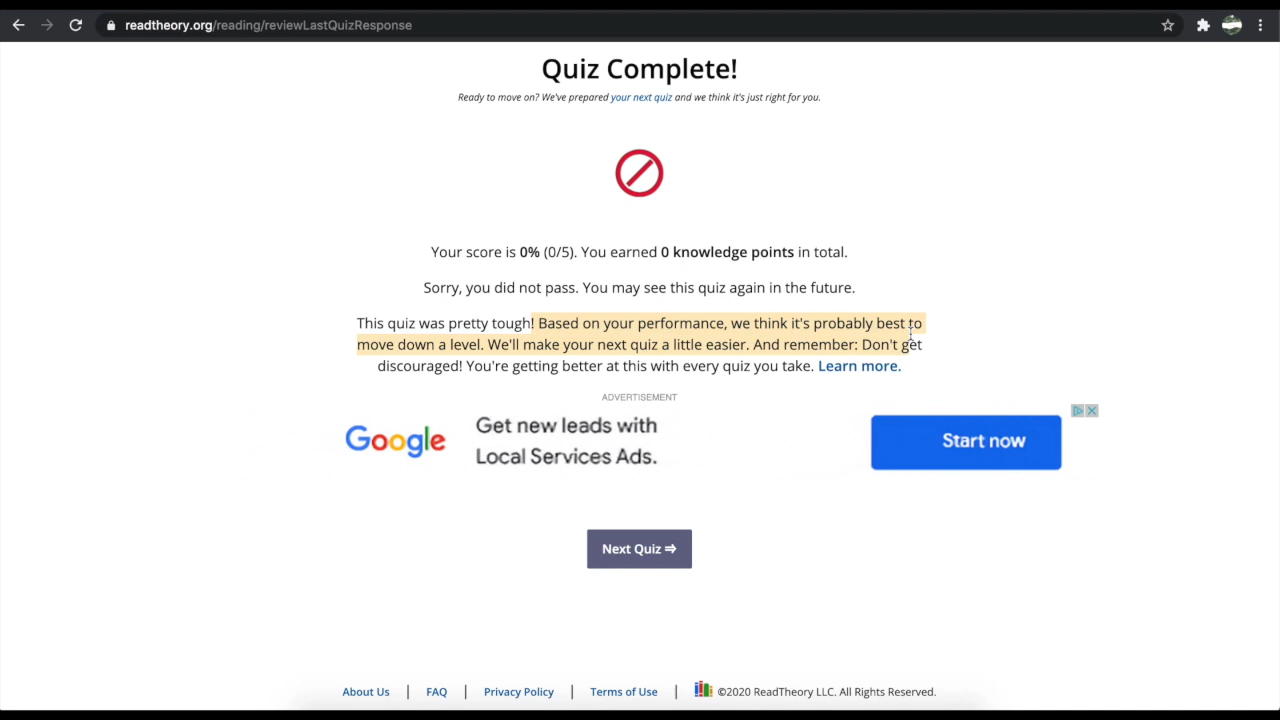 readtheory.org/reading/reviewLastQuizResponse
Quiz Complete!
Ready to move on? We've prepared your next quiz and we think it's just right for you.
Your score is 0% (0/5). You earned 0 knowledge points in total.
Sorry, you did not pass. You may see this quiz again in the future.
This quiz was pretty tough! Based on your performance, we think it's probably best to
move down a level. We'll make your next quiz a little easier. And remember: Don't get
discouraged! You're getting better at this with every quiz you take. Learn more.
ADVERTISEMENT
Google
Get new leads with
Local Services Ads.
Start now
Next Quiz ⇒
About Us | FAQ | Privacy Policy | Terms of Use | ©2020 ReadTheory LLC. All Rights Reserved.